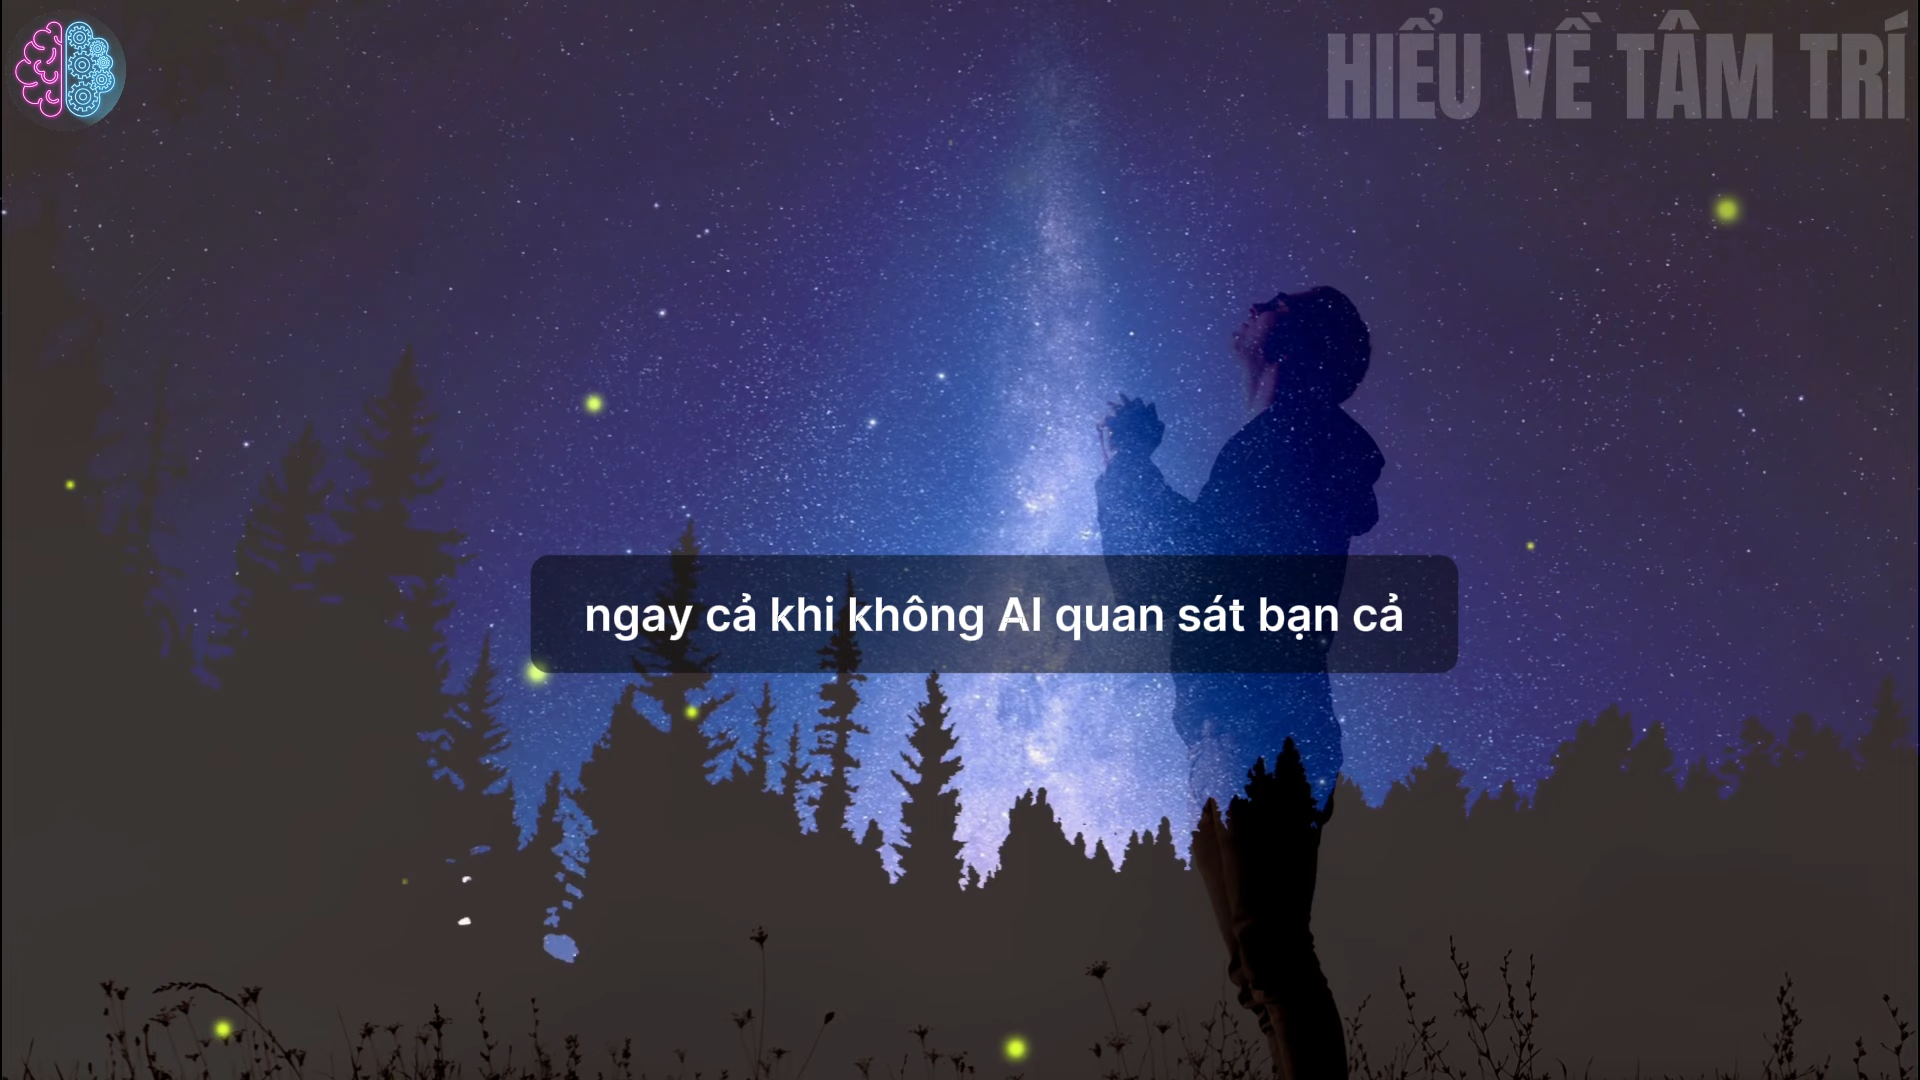 HIỂU VỀ TÂM TRÍ
ngay cả khi không AI quan sát bạn cả